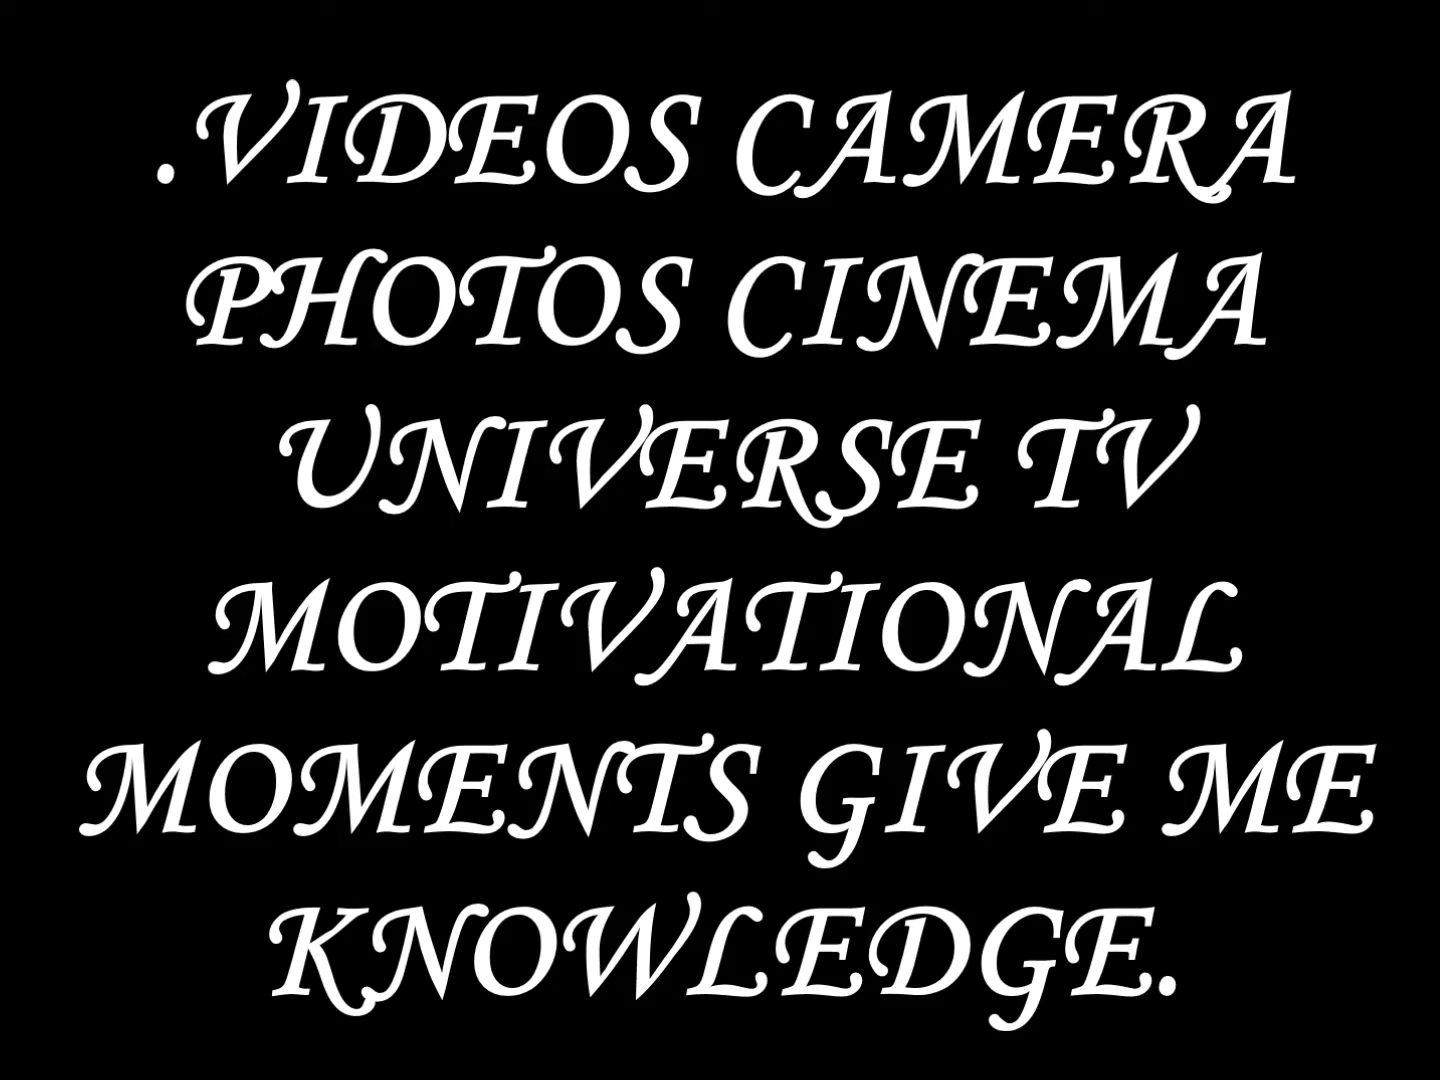 .VIDEOS CAMERA
PHOTOS CINEMA
UNIVERSE TV
MOTIVATIONAL
MOMENTS GIVE ME
KNOWLEDGE.